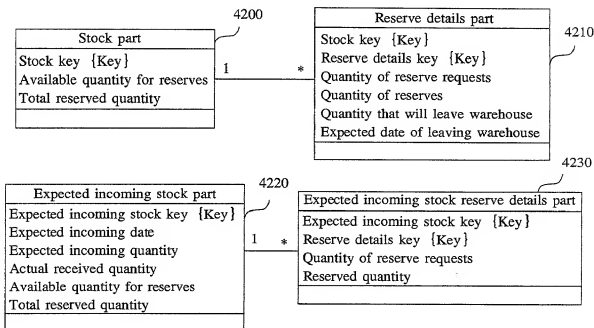 4200
Stock part
Stock key {Key}
Available quantity for reserves
Total reserved quantity
1
*
Reserve details part
4210
Stock key {Key}
Reserve details key {Key}
Quantity of reserve requests
Quantity of reserves
Quantity that will leave warehouse
Expected date of leaving warehouse
4220
Expected incoming stock part
Expected incoming stock key {Key}
Expected incoming date
Expected incoming quantity
Actual received quantity
Available quantity for reserves
Total reserved quantity
1
*
4230
Expected incoming stock reserve details part
Expected incoming stock key {Key}
Reserve details key {Key}
Quantity of reserve requests
Reserved quantity